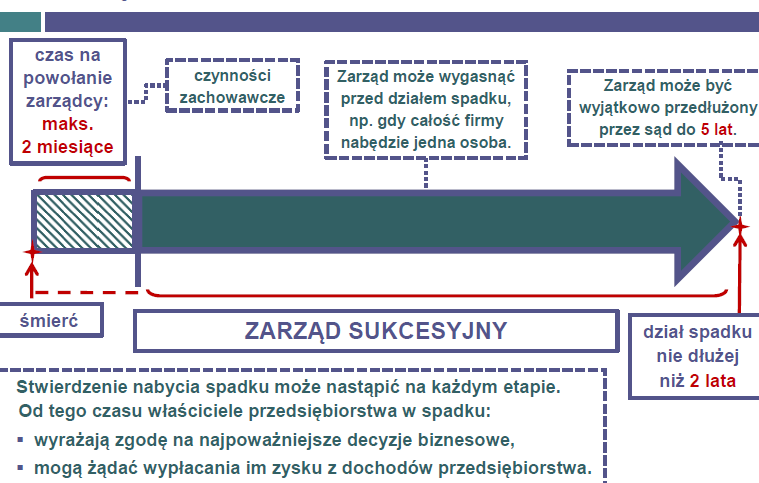 czas na
powołanie
zarządcy:
maks.
2 miesiące
czynności
zachowawcze
Zarząd może wygasnąć
przed działem spadku,
np. gdy całość firmy
nabędzie jedna osoba.
Zarząd może być
wyjątkowo przedłużony
przez sąd do 5 lat.
śmierć
ZARZĄD SUKCESYJNY
dział spadku
nie dłużej
niż 2 lata
Stwierdzenie nabycia spadku może nastąpić na każdym etapie.
Od tego czasu właściciele przedsiębiorstwa w spadku:
▪ wyrażają zgodę na najpoważniejsze decyzje biznesowe,
▪ mogą żądać wypłacania im zysku z dochodów przedsiębiorstwa.